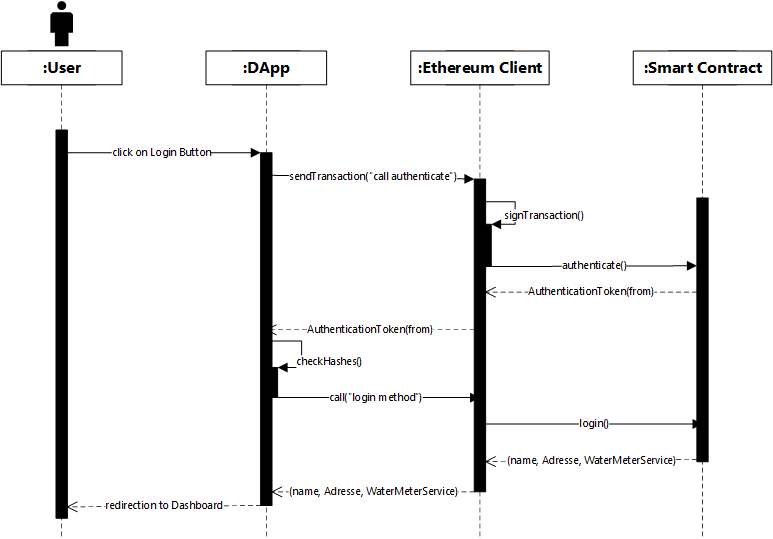 :User
:DApp
:Ethereum Client
:Smart Contract
click on Login Button
sendTransaction("call authenticate")
signTransaction()
authenticate()
AuthenticationToken(from)
AuthenticationToken(from)
checkHashes()
call("login method")
login()
(name, Adresse, WaterMeterService)
(name, Adresse, WaterMeterService)
redirection to Dashboard